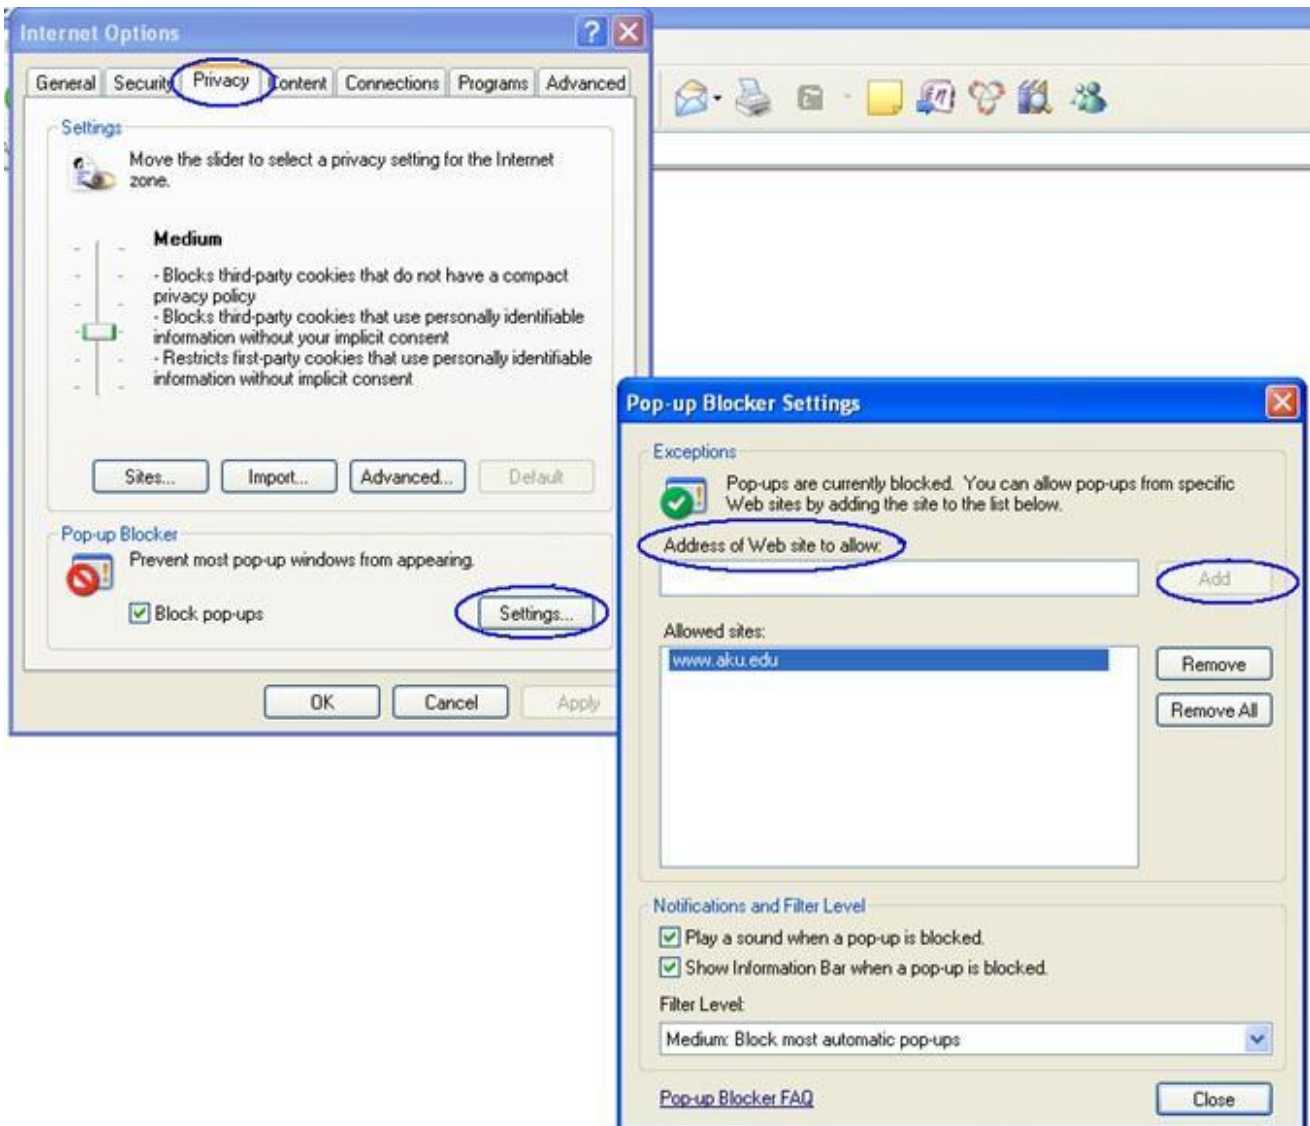 Internet Options
General Security Privacy Content Connections Programs Advanced
Settings
Move the slider to select a privacy setting for the Internet
zone.
Medium
- Blocks third-party cookies that do not have a compact
privacy policy
- Blocks third-party cookies that use personally identifiable
information without your implicit consent
- Restricts first-party cookies that use personally identifiable
information without implicit consent
Sites... Import... Advanced... Default
Pop-up Blocker
Prevent most pop-up windows from appearing.
Block pop-ups
Settings...
OK Cancel Apply
Pop-up Blocker Settings
Exceptions
Pop-ups are currently blocked. You can allow pop-ups from specific
Web sites by adding the site to the list below.
Address of Web site to allow:
Add
Allowed sites:
www.aku.edu
Remove
Remove All
Notifications and Filter Level
Play a sound when a pop-up is blocked.
Show Information Bar when a pop-up is blocked.
Filter Level:
Medium: Block most automatic pop-ups
Pop-up Blocker FAQ
Close